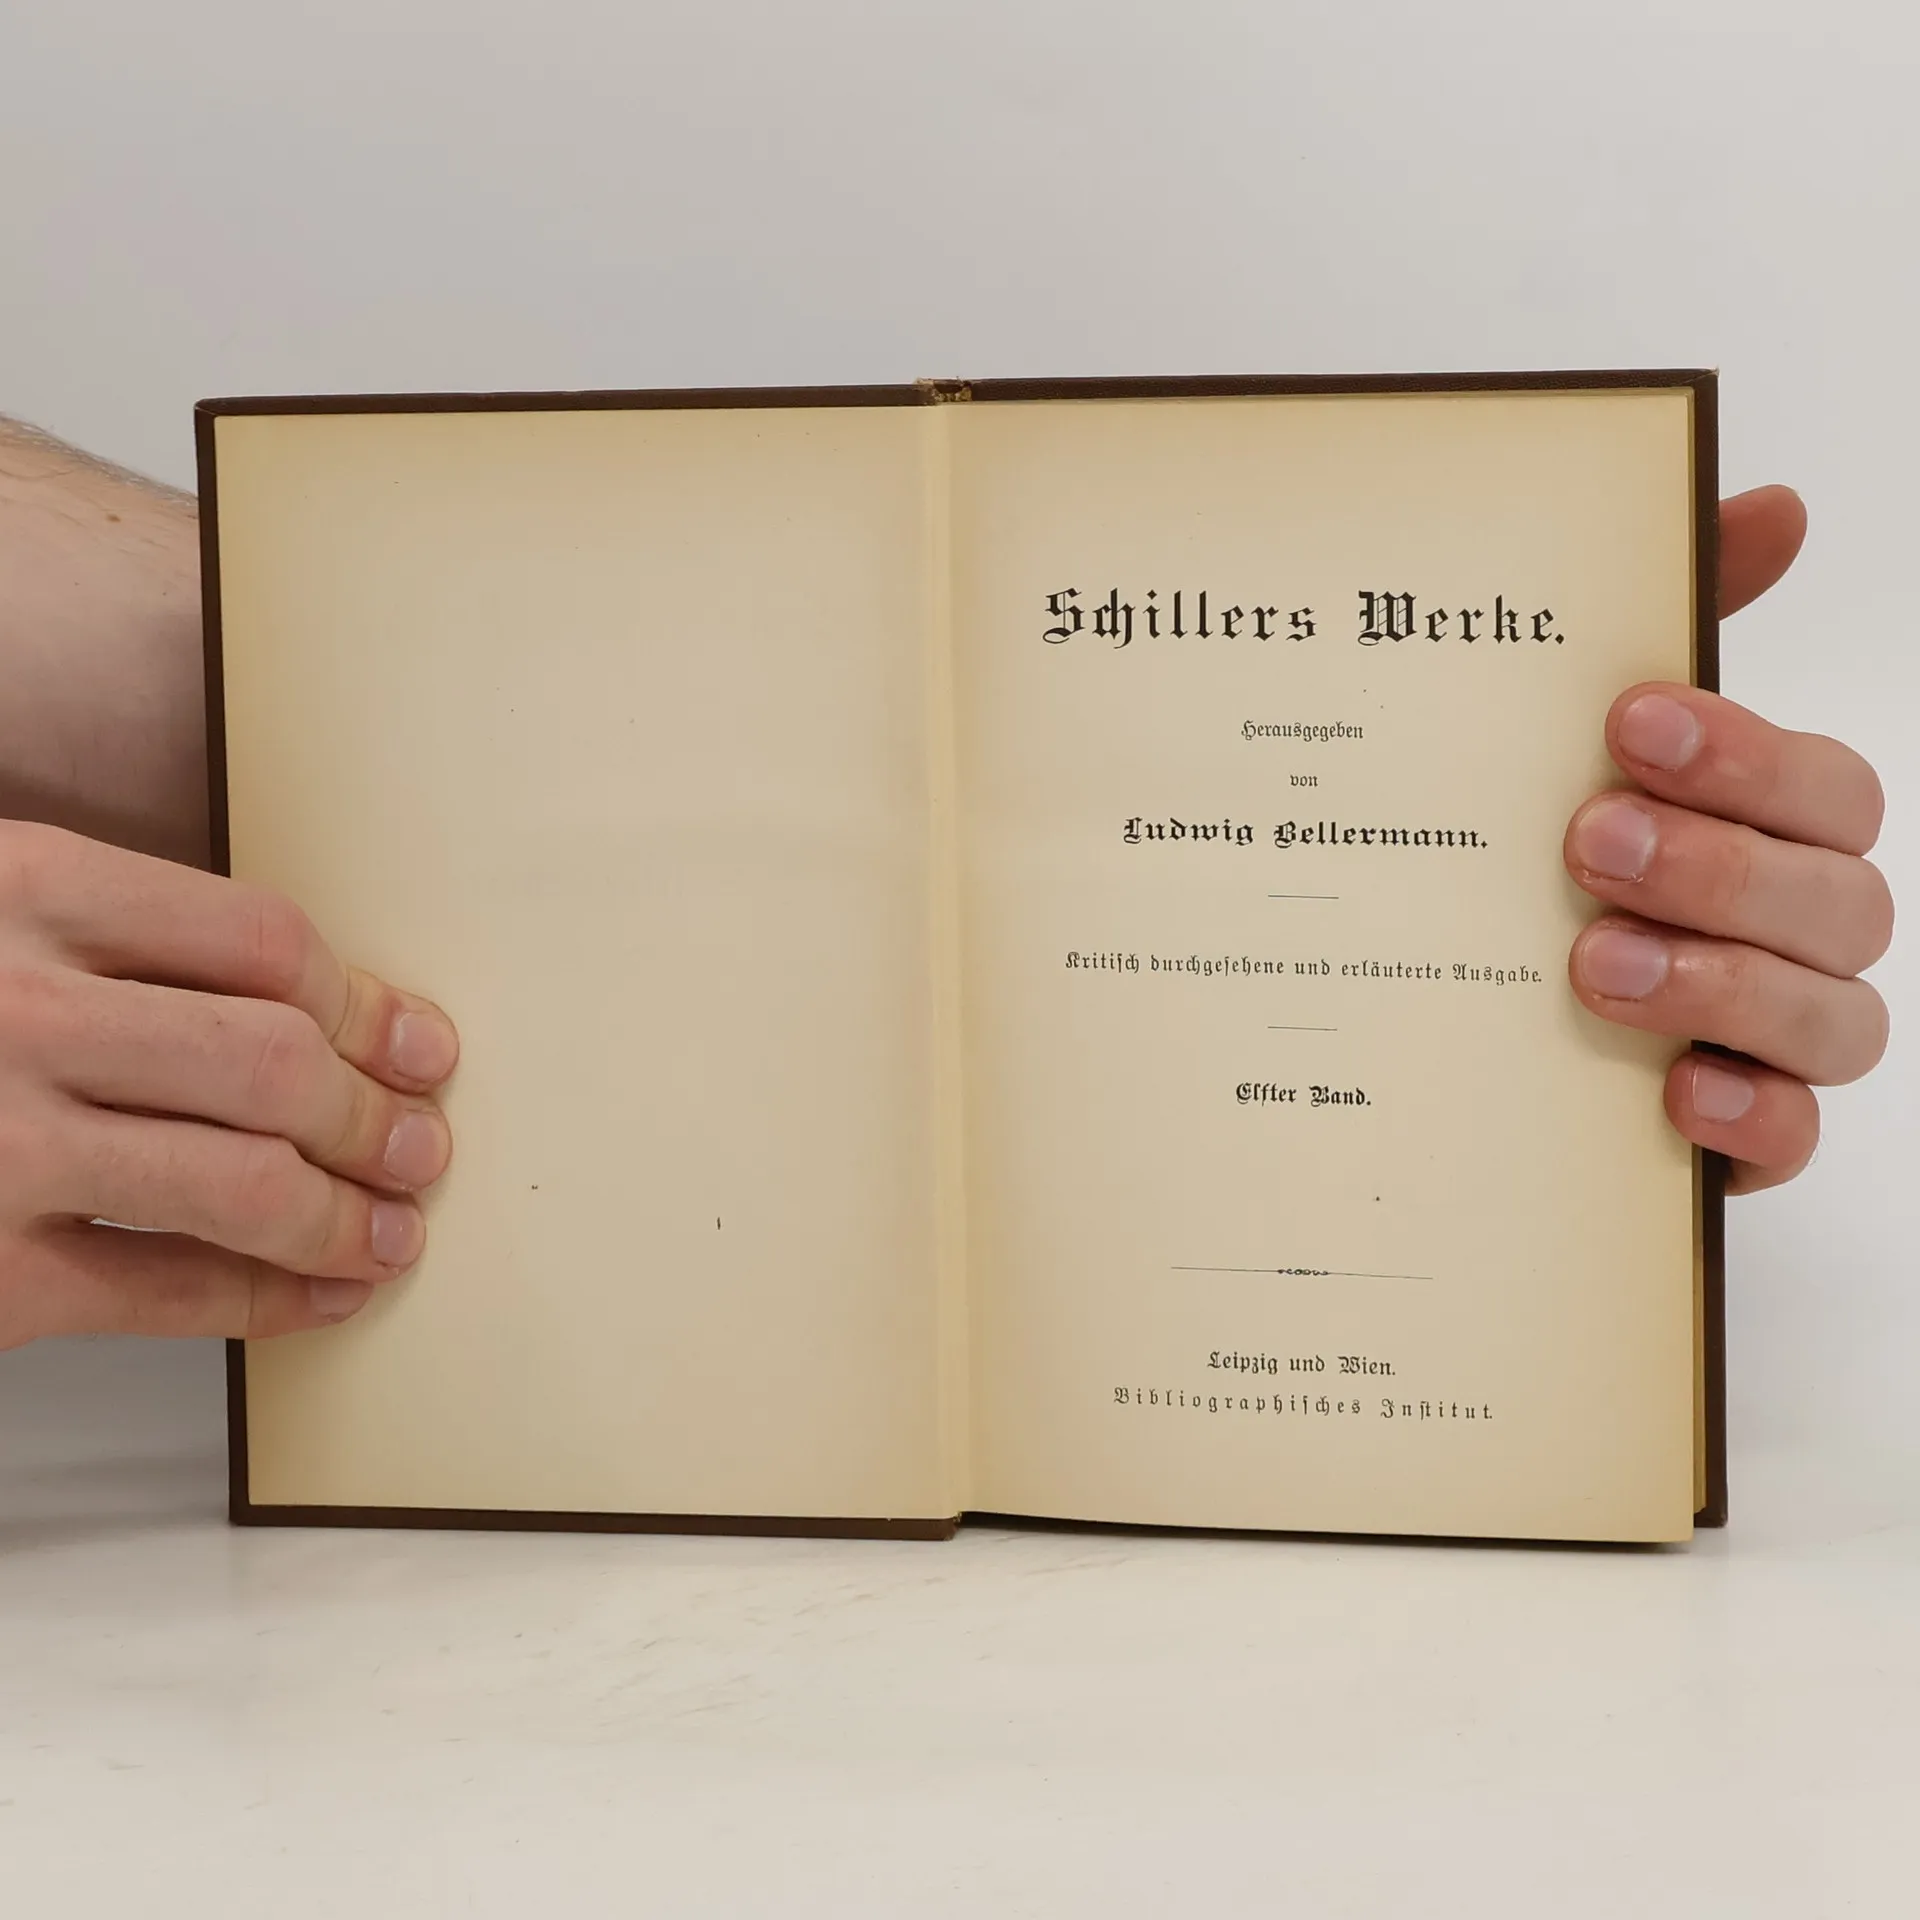 Schillers Werke.
Herausgegeben
von
Ludwig Bellermann.
Kritisch durchgesehene und erläuterte Ausgabe.
Elfter Band.
Leipzig und Wien.
Bibliographisches Institut.